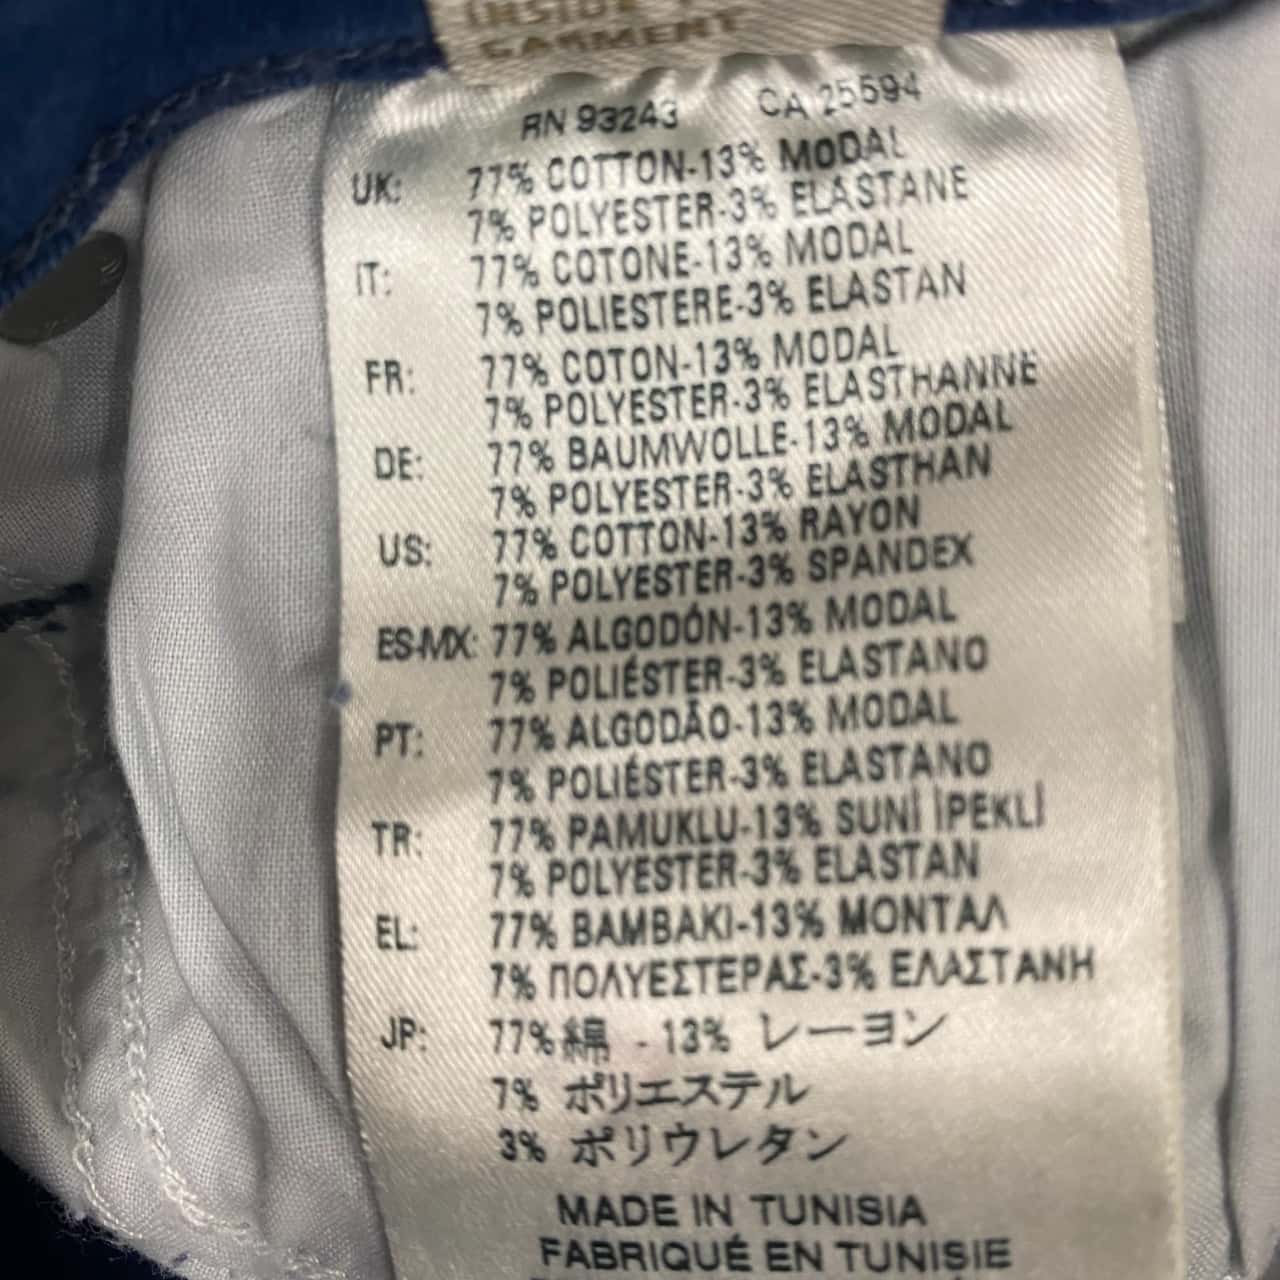 INSIDE
GARMENT
RN 93243 CA 25594
UK: 77% COTTON-13% MODAL
7% POLYESTER-3% ELASTANE
IT: 77% COTONE-13% MODAL
7% POLIESTERE-3% ELASTAN
FR: 77% COTON-13% MODAL
7% POLYESTER-3% ELASTHANNE
DE: 77% BAUMWOLLE-13% MODAL
7% POLYESTER-3% ELASTHAN
US: 77% COTTON-13% RAYON
7% POLYESTER-3% SPANDEX
ES-MX: 77% ALGODÓN-13% MODAL
7% POLIÉSTER-3% ELASTANO
PT: 77% ALGODÃO-13% MODAL
7% POLIÉSTER-3% ELASTANO
TR: 77% PAMUKLU-13% SUNİ İPEKLİ
7% POLYESTER-3% ELASTAN
EL: 77% BAMBAKI-13% ΜΟΝΤΑΛ
7% ΠΟΛΥΕΣΤΕΡΑΣ-3% ΕΛΑΣΤΑΝΗ
JP: 77% 綿 - 13% レーヨン
7% ポリエステル
3% ポリウレタン
MADE IN TUNISIA
FABRIQUÉ EN TUNISIE